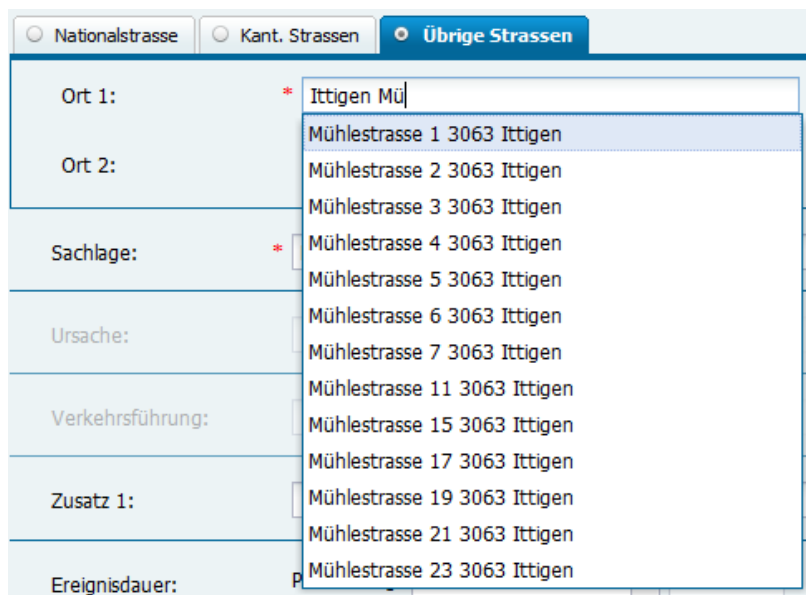 Nationalstrasse Kant. Strassen Übrige Strassen
Ort 1: * Ittigen Mü
Mühlestrasse 1 3063 Ittigen
Ort 2: Mühlestrasse 2 3063 Ittigen
Mühlestrasse 3 3063 Ittigen
Sachlage: * Mühlestrasse 4 3063 Ittigen
Mühlestrasse 5 3063 Ittigen
Ursache: Mühlestrasse 6 3063 Ittigen
Mühlestrasse 7 3063 Ittigen
Mühlestrasse 11 3063 Ittigen
Verkehrsführung: Mühlestrasse 15 3063 Ittigen
Mühlestrasse 17 3063 Ittigen
Zusatz 1: Mühlestrasse 19 3063 Ittigen
Mühlestrasse 21 3063 Ittigen
Ereignisdauer: P Mühlestrasse 23 3063 Ittigen